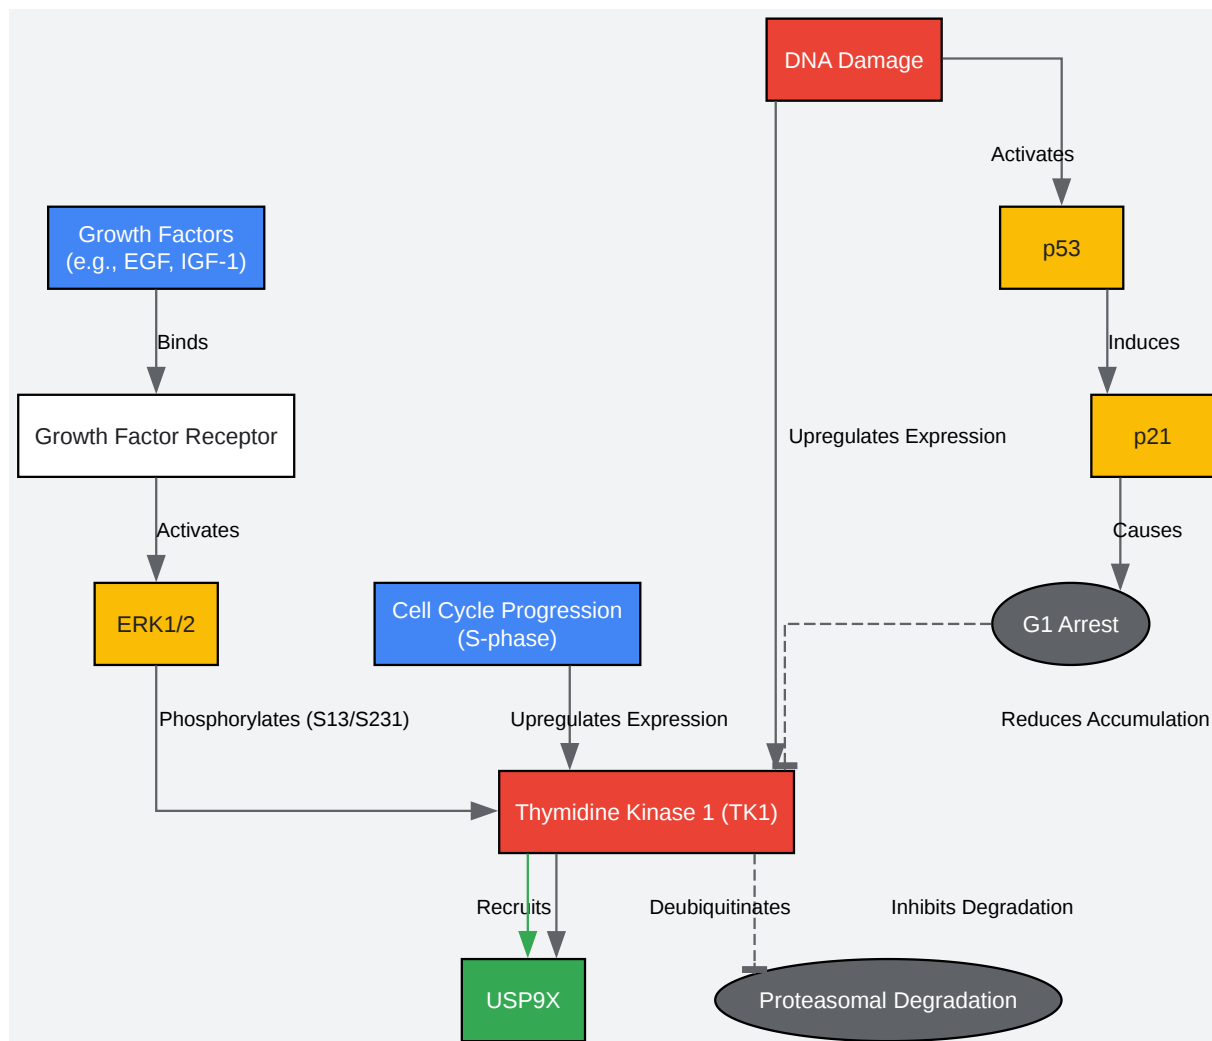 DNA Damage
Activates
Growth Factors
(e.g., EGF, IGF-1)
p53
Binds
Induces
Growth Factor Receptor
Upregulates Expression
p21
Activates
Causes
ERK1/2
Cell Cycle Progression
(S-phase)
G1 Arrest
Phosphorylates (S13/S231)
Upregulates Expression
Reduces Accumulation
Thymidine Kinase 1 (TK1)
Recruits
Deubiquitinates
Inhibits Degradation
USP9X
Proteasomal Degradation